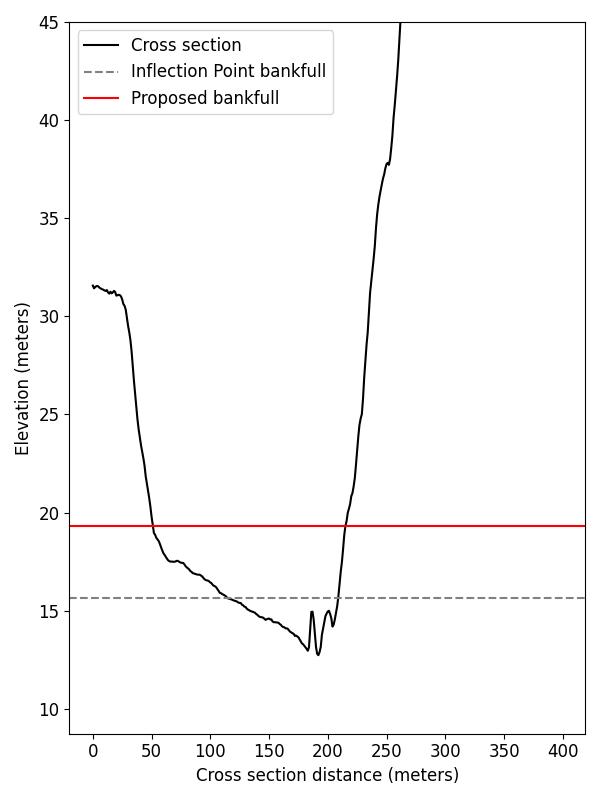 45
40
35
30
25
20
15
10
Elevation (meters)
Cross section
Inflection Point bankfull
Proposed bankfull
0 50 100 150 200 250 300 350 400
Cross section distance (meters)